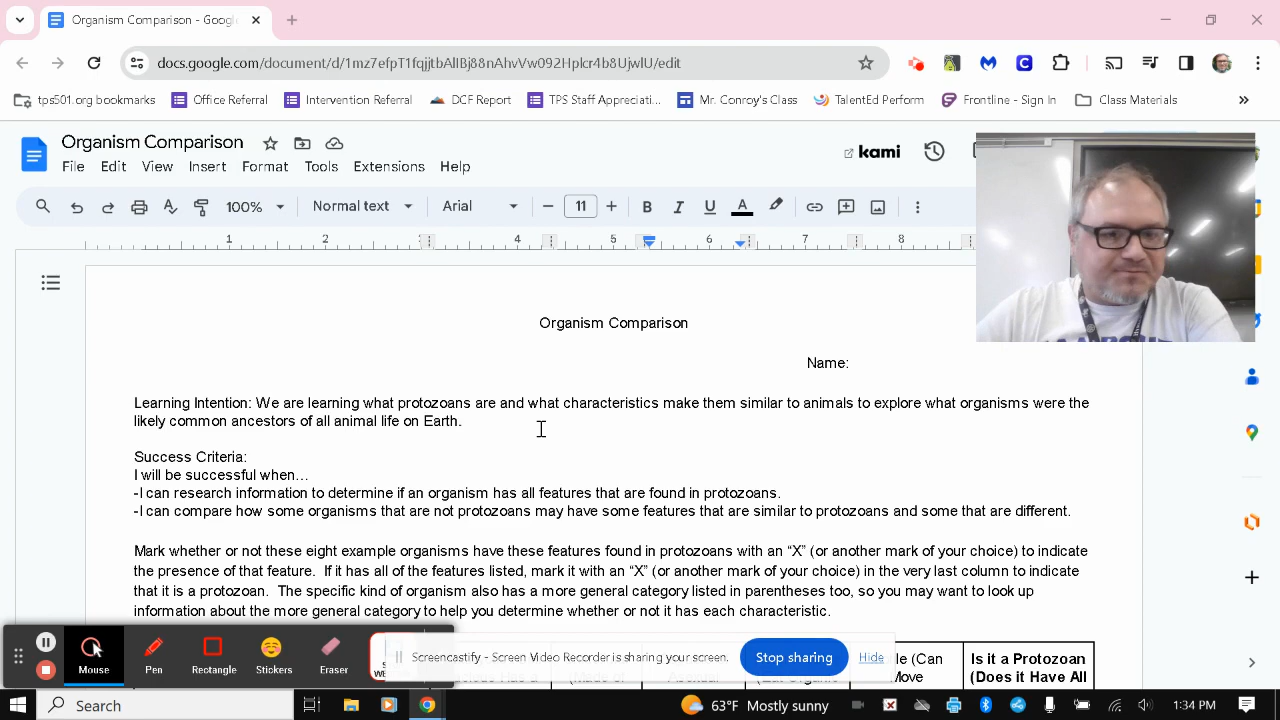 Organism Comparison - Googl
docs.google.com/document/d/1mz7efpT1fqjjtbAllBj88nAhvVw092Hplcr4b8UjwlU/edit
tps501.org bookmarks
Office Referral
Intervention Referral
DCF Report
TPS Staff Appreciati...
Mr. Conroy's Class
TalentEd Perform
Frontline - Sign In
Class Materials
Organism Comparison
kami
File Edit View Insert Format Tools Extensions Help
100% Normal text Arial 11 B I U A
1 2 3 4 5 6 7 8
Organism Comparison
Name:
Learning Intention: We are learning what protozoans are and what characteristics make them similar to animals to explore what organisms were the
likely common ancestors of all animal life on Earth.
Success Criteria:
I will be successful when…
-I can research information to determine if an organism has all features that are found in protozoans.
-I can compare how some organisms that are not protozoans may have some features that are similar to protozoans and some that are different.
Mark whether or not these eight example organisms have these features found in protozoans with an “X” (or another mark of your choice) to indicate
the presence of that feature.  If it has all of the features listed, mark it with an “X” (or another mark of your choice) in the very last column to indicate
that it is a protozoan.  The specific kind of organism also has a more general category listed in parentheses too, so you may want to look up
information about the more general category to help you determine whether or not it has each characteristic.
(Can
Move
Is it a Protozoan
(Does it Have All
Mouse Pen Rectangle Stickers Eraser
Screencastify - Screen Video Recorder is sharing your screen.
Stop sharing
Hide
Search
63°F Mostly sunny
1:34 PM